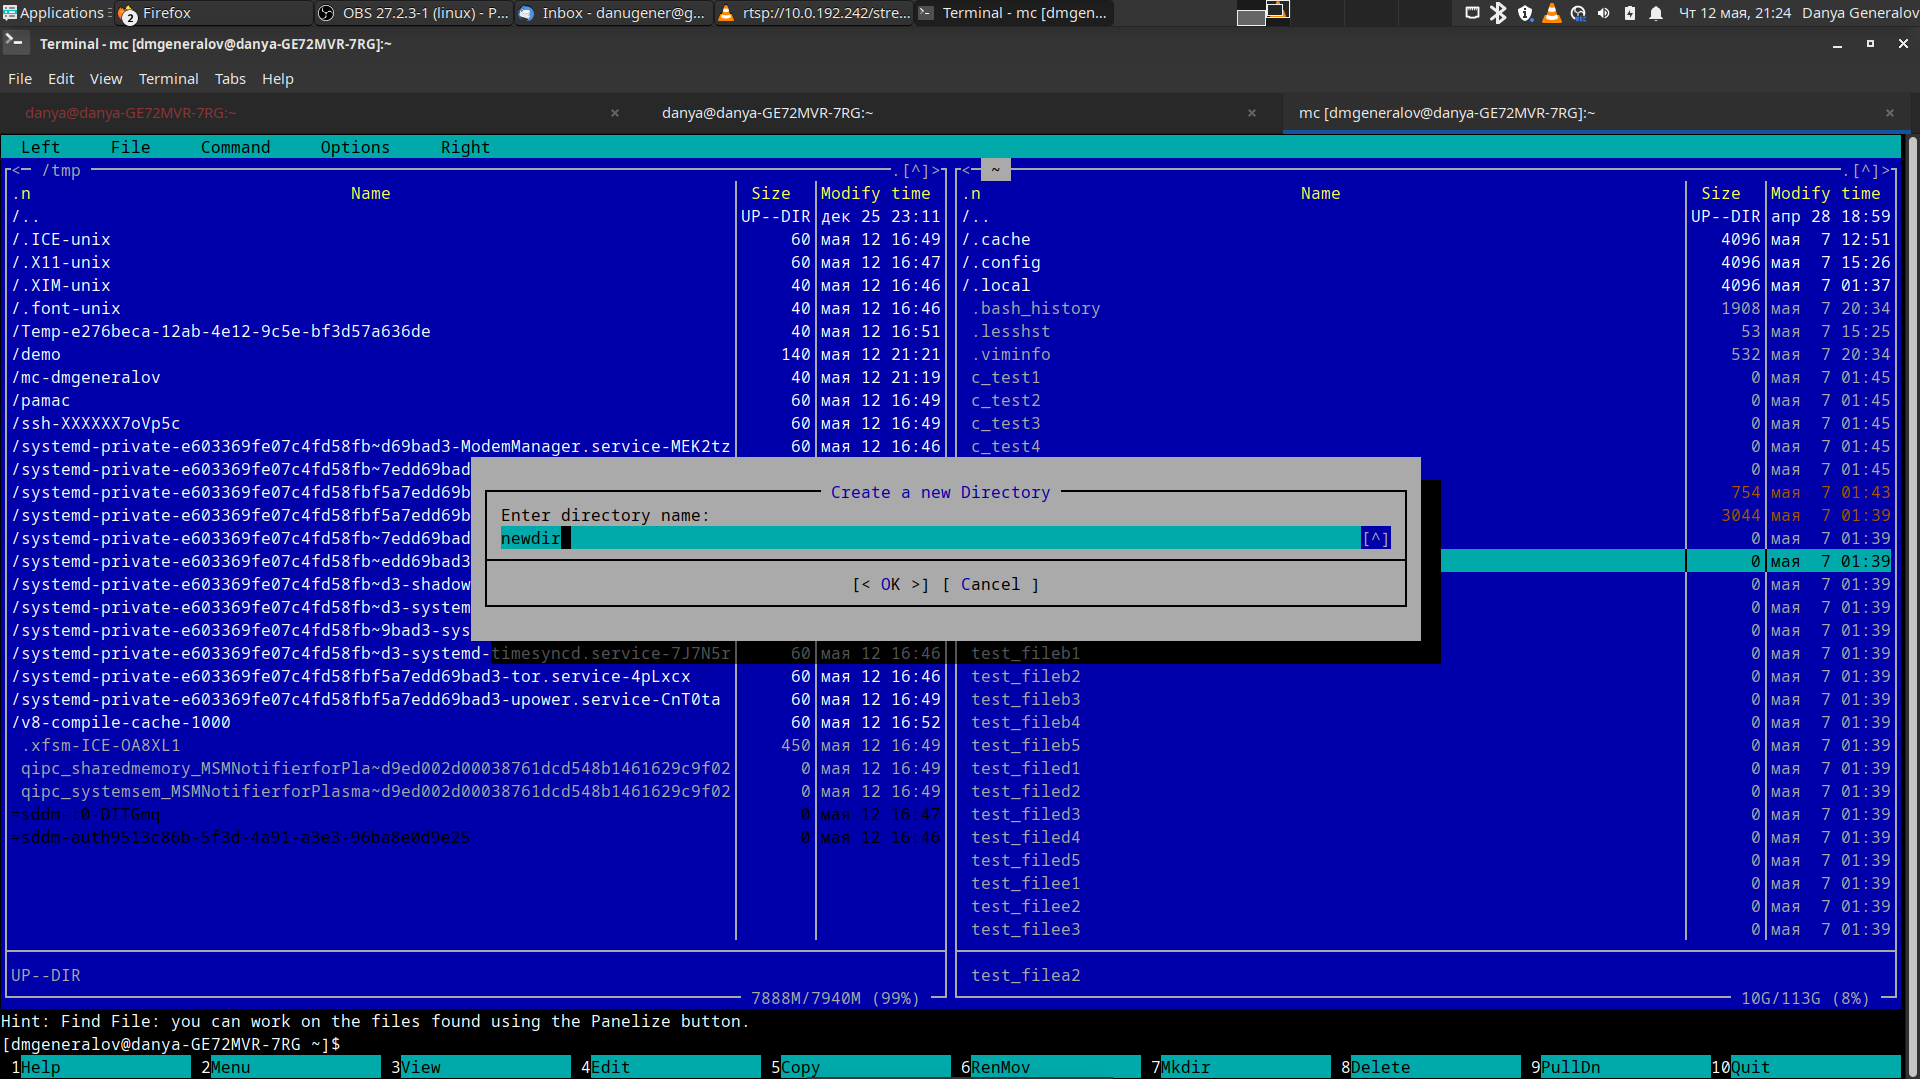 Applications
2 Firefox
OBS 27.2.3-1 (linux) - P...
Inbox - danugener@g...
rtsp://10.0.192.242/stre...
Terminal - mc [dmgen...
Чт 12 мая, 21:24 Danya Generalov
Terminal - mc [dmgeneralov@danya-GE72MVR-7RG]:~
File Edit View Terminal Tabs Help
danya@danya-GE72MVR-7RG:~ × danya@danya-GE72MVR-7RG:~ × mc [dmgeneralov@danya-GE72MVR-7RG]:~ ×
Left File Command Options Right
<─ /tmp .[^]> <─ ~ .[^]>
.n Name Size Modify time .n Name Size Modify time
/.. UP--DIR дек 25 23:11 /.. UP--DIR апр 28 18:59
/.ICE-unix 60 мая 12 16:49 /.cache 4096 мая 7 12:51
/.X11-unix 60 мая 12 16:47 /.config 4096 мая 7 15:26
/.XIM-unix 40 мая 12 16:46 /.local 4096 мая 7 01:37
/.font-unix 40 мая 12 16:46 .bash_history 1908 мая 7 20:34
/Temp-e276beca-12ab-4e12-9c5e-bf3d57a636de 40 мая 12 16:51 .lesshst 53 мая 7 15:25
/demo 140 мая 12 21:21 .viminfo 532 мая 7 20:34
/mc-dmgeneralov 40 мая 12 21:19 c_test1 0 мая 7 01:45
/pamac 60 мая 12 16:49 c_test2 0 мая 7 01:45
/ssh-XXXXXX7oVp5c 60 мая 12 16:49 c_test3 0 мая 7 01:45
/systemd-private-e603369fe07c4fd58fb~d69bad3-ModemManager.service-MEK2tz 60 мая 12 16:46 c_test4 0 мая 7 01:45
/systemd-private-e603369fe07c4fd58fb~7edd69bad 0 мая 7 01:45
/systemd-private-e603369fe07c4fd58fbf5a7edd69b Create a new Directory 754 мая 7 01:43
/systemd-private-e603369fe07c4fd58fbf5a7edd69b Enter directory name: 3044 мая 7 01:39
/systemd-private-e603369fe07c4fd58fb~7edd69bad newdir [^] 0 мая 7 01:39
/systemd-private-e603369fe07c4fd58fb~edd69bad3 0 мая 7 01:39
/systemd-private-e603369fe07c4fd58fb~d3-shadow [< OK >] [ Cancel ] 0 мая 7 01:39
/systemd-private-e603369fe07c4fd58fb~d3-system 0 мая 7 01:39
/systemd-private-e603369fe07c4fd58fb~9bad3-sys 0 мая 7 01:39
/systemd-private-e603369fe07c4fd58fb~d3-systemd-timesyncd.service-7J7N5r 60 мая 12 16:46 test_fileb1 0 мая 7 01:39
/systemd-private-e603369fe07c4fd58fbf5a7edd69bad3-tor.service-4pLxcx 60 мая 12 16:46 test_fileb2 0 мая 7 01:39
/systemd-private-e603369fe07c4fd58fbf5a7edd69bad3-upower.service-CnT0ta 60 мая 12 16:49 test_fileb3 0 мая 7 01:39
/v8-compile-cache-1000 60 мая 12 16:52 test_fileb4 0 мая 7 01:39
.xfsm-ICE-OA8XL1 450 мая 12 16:49 test_fileb5 0 мая 7 01:39
qipc_sharedmemory_MSMNotifierforPla~d9ed002d00038761dcd548b1461629c9f02 0 мая 12 16:49 test_filed1 0 мая 7 01:39
qipc_systemsem_MSMNotifierforPlasma~d9ed002d00038761dcd548b1461629c9f02 0 мая 12 16:49 test_filed2 0 мая 7 01:39
=sddm-:0-DITGmq 0 мая 12 16:47 test_filed3 0 мая 7 01:39
=sddm-auth9513c86b-5f3d-4a91-a3e3-96ba8e0d9e25 0 мая 12 16:46 test_filed4 0 мая 7 01:39
test_filed5 0 мая 7 01:39
test_filee1 0 мая 7 01:39
test_filee2 0 мая 7 01:39
test_filee3 0 мая 7 01:39
UP--DIR test_filea2
7888M/7940M (99%) 10G/113G (8%)
Hint: Find File: you can work on the files found using the Panelize button.
[dmgeneralov@danya-GE72MVR-7RG ~]$
1Help 2Menu 3View 4Edit 5Copy 6RenMov 7Mkdir 8Delete 9PullDn 10Quit